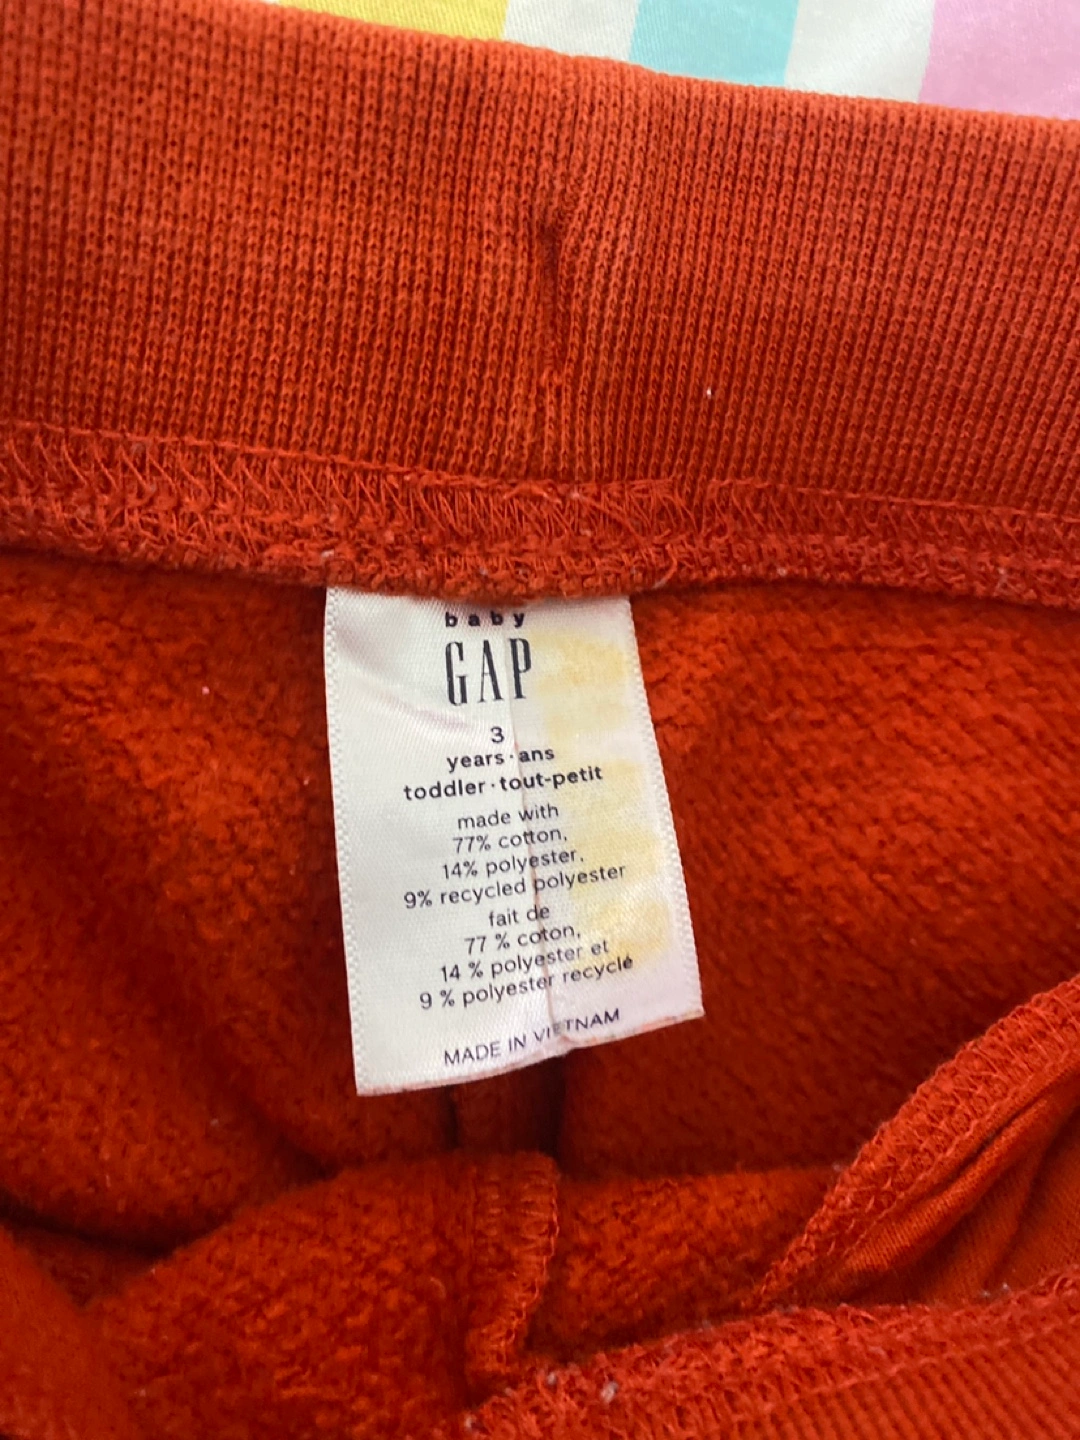 baby
GAP
3
years·ans
toddler·tout-petit
made with
77% cotton,
14% polyester,
9% recycled polyester
fait de
77 % coton,
14 % polyester et
9 % polyester recyclé
MADE IN VIETNAM